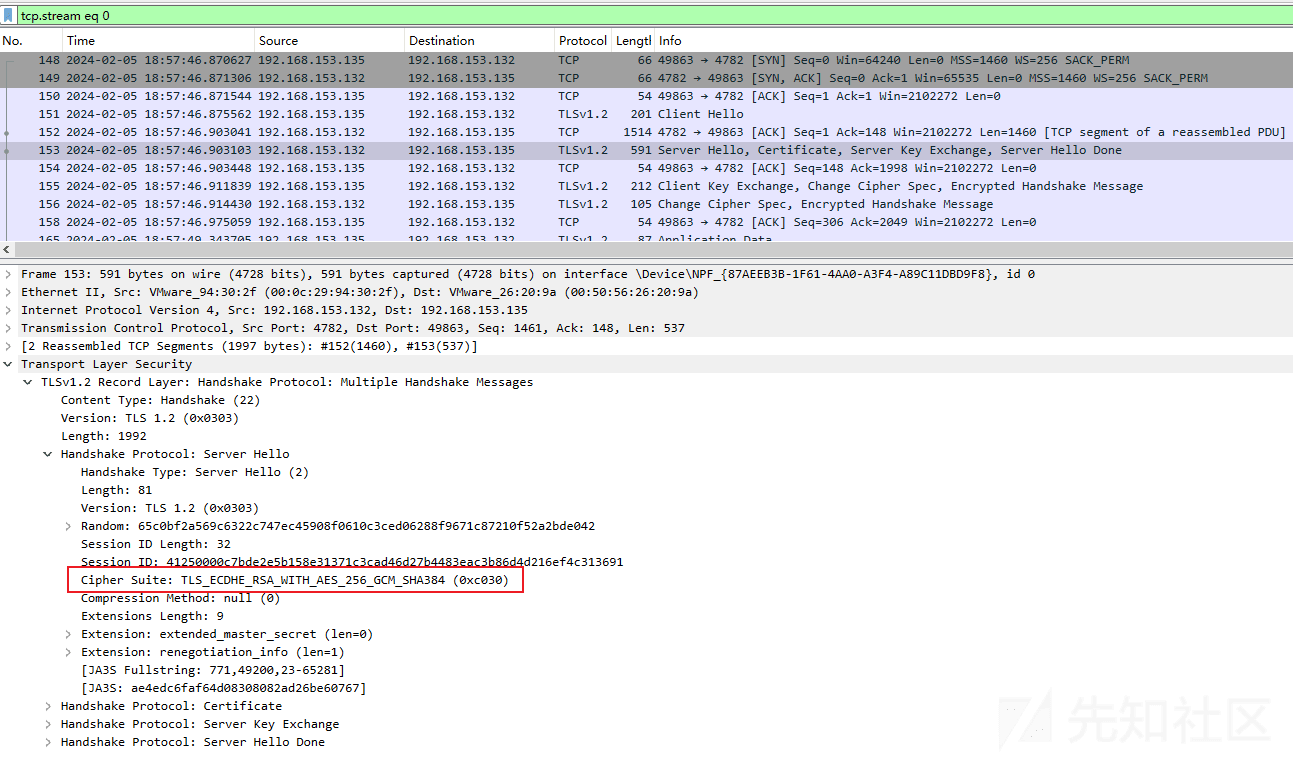 tcp.stream eq 0
No. Time Source Destination Protocol Lengtl Info
148 2024-02-05 18:57:46.870627 192.168.153.135 192.168.153.132 TCP 66 49863 → 4782 [SYN] Seq=0 Win=64240 Len=0 MSS=1460 WS=256 SACK_PERM
149 2024-02-05 18:57:46.871306 192.168.153.132 192.168.153.135 TCP 66 4782 → 49863 [SYN, ACK] Seq=0 Ack=1 Win=65535 Len=0 MSS=1460 WS=256 SACK_PERM
150 2024-02-05 18:57:46.871544 192.168.153.135 192.168.153.132 TCP 54 49863 → 4782 [ACK] Seq=1 Ack=1 Win=2102272 Len=0
151 2024-02-05 18:57:46.875562 192.168.153.135 192.168.153.132 TLSv1.2 201 Client Hello
152 2024-02-05 18:57:46.903041 192.168.153.132 192.168.153.135 TCP 1514 4782 → 49863 [ACK] Seq=1 Ack=148 Win=2102272 Len=1460 [TCP segment of a reassembled PDU]
153 2024-02-05 18:57:46.903103 192.168.153.132 192.168.153.135 TLSv1.2 591 Server Hello, Certificate, Server Key Exchange, Server Hello Done
154 2024-02-05 18:57:46.903448 192.168.153.135 192.168.153.132 TCP 54 49863 → 4782 [ACK] Seq=148 Ack=1998 Win=2102272 Len=0
155 2024-02-05 18:57:46.911839 192.168.153.135 192.168.153.132 TLSv1.2 212 Client Key Exchange, Change Cipher Spec, Encrypted Handshake Message
156 2024-02-05 18:57:46.914430 192.168.153.132 192.168.153.135 TLSv1.2 105 Change Cipher Spec, Encrypted Handshake Message
158 2024-02-05 18:57:46.975059 192.168.153.135 192.168.153.132 TCP 54 49863 → 4782 [ACK] Seq=306 Ack=2049 Win=2102272 Len=0
165 2024-02-05 18:57:49.343705 192.168.153.135 192.168.153.132 TLSv1.2 87 Application Data
Frame 153: 591 bytes on wire (4728 bits), 591 bytes captured (4728 bits) on interface \Device\NPF_{87AEEB3B-1F61-4AA0-A3F4-A89C11DBD9F8}, id 0
Ethernet II, Src: VMware_94:30:2f (00:0c:29:94:30:2f), Dst: VMware_26:20:9a (00:50:56:26:20:9a)
Internet Protocol Version 4, Src: 192.168.153.132, Dst: 192.168.153.135
Transmission Control Protocol, Src Port: 4782, Dst Port: 49863, Seq: 1461, Ack: 148, Len: 537
[2 Reassembled TCP Segments (1997 bytes): #152(1460), #153(537)]
Transport Layer Security
TLSv1.2 Record Layer: Handshake Protocol: Multiple Handshake Messages
Content Type: Handshake (22)
Version: TLS 1.2 (0x0303)
Length: 1992
Handshake Protocol: Server Hello
Handshake Type: Server Hello (2)
Length: 81
Version: TLS 1.2 (0x0303)
Random: 65c0bf2a569c6322c747ec45908f0610c3ced06288f9671c87210f52a2bde042
Session ID Length: 32
Session ID: 41250000c7bde2e5b158e31371c3cad46d27b4483eac3b86d4d216ef4c313691
Cipher Suite: TLS_ECDHE_RSA_WITH_AES_256_GCM_SHA384 (0xc030)
Compression Method: null (0)
Extensions Length: 9
Extension: extended_master_secret (len=0)
Extension: renegotiation_info (len=1)
[JA3S Fullstring: 771,49200,23-65281]
[JA3S: ae4edc6faf64d08308082ad26be60767]
Handshake Protocol: Certificate
Handshake Protocol: Server Key Exchange
Handshake Protocol: Server Hello Done
先知社区